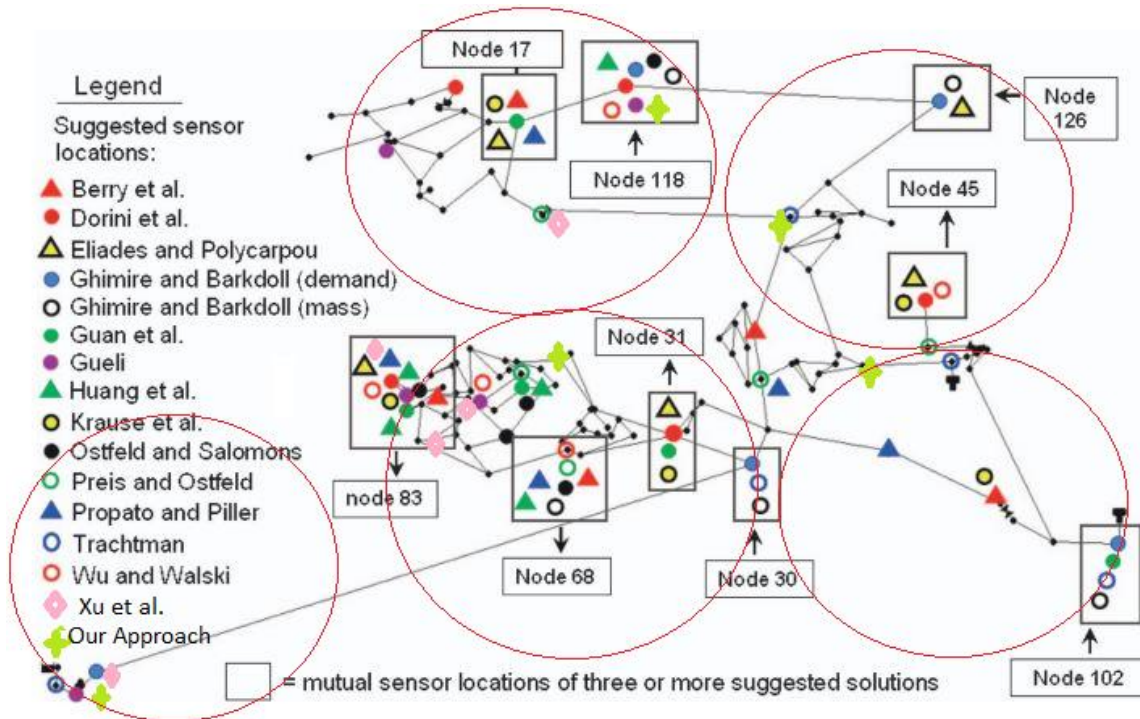 Legend
Suggested sensor
locations:
Berry et al.
Dorini et al.
Eliades and Polycarpou
Ghimire and Barkdoll (demand)
Ghimire and Barkdoll (mass)
Guan et al.
Gueli
Huang et al.
Krause et al.
Ostfeld and Salomons
Preis and Ostfeld
Propato and Piller
Trachtman
Wu and Walski
Xu et al.
Our Approach
Node 17
Node 118
Node
126
Node 45
Node 31
node 83
Node 68
Node 30
Node 102
= mutual sensor locations of three or more suggested solutions